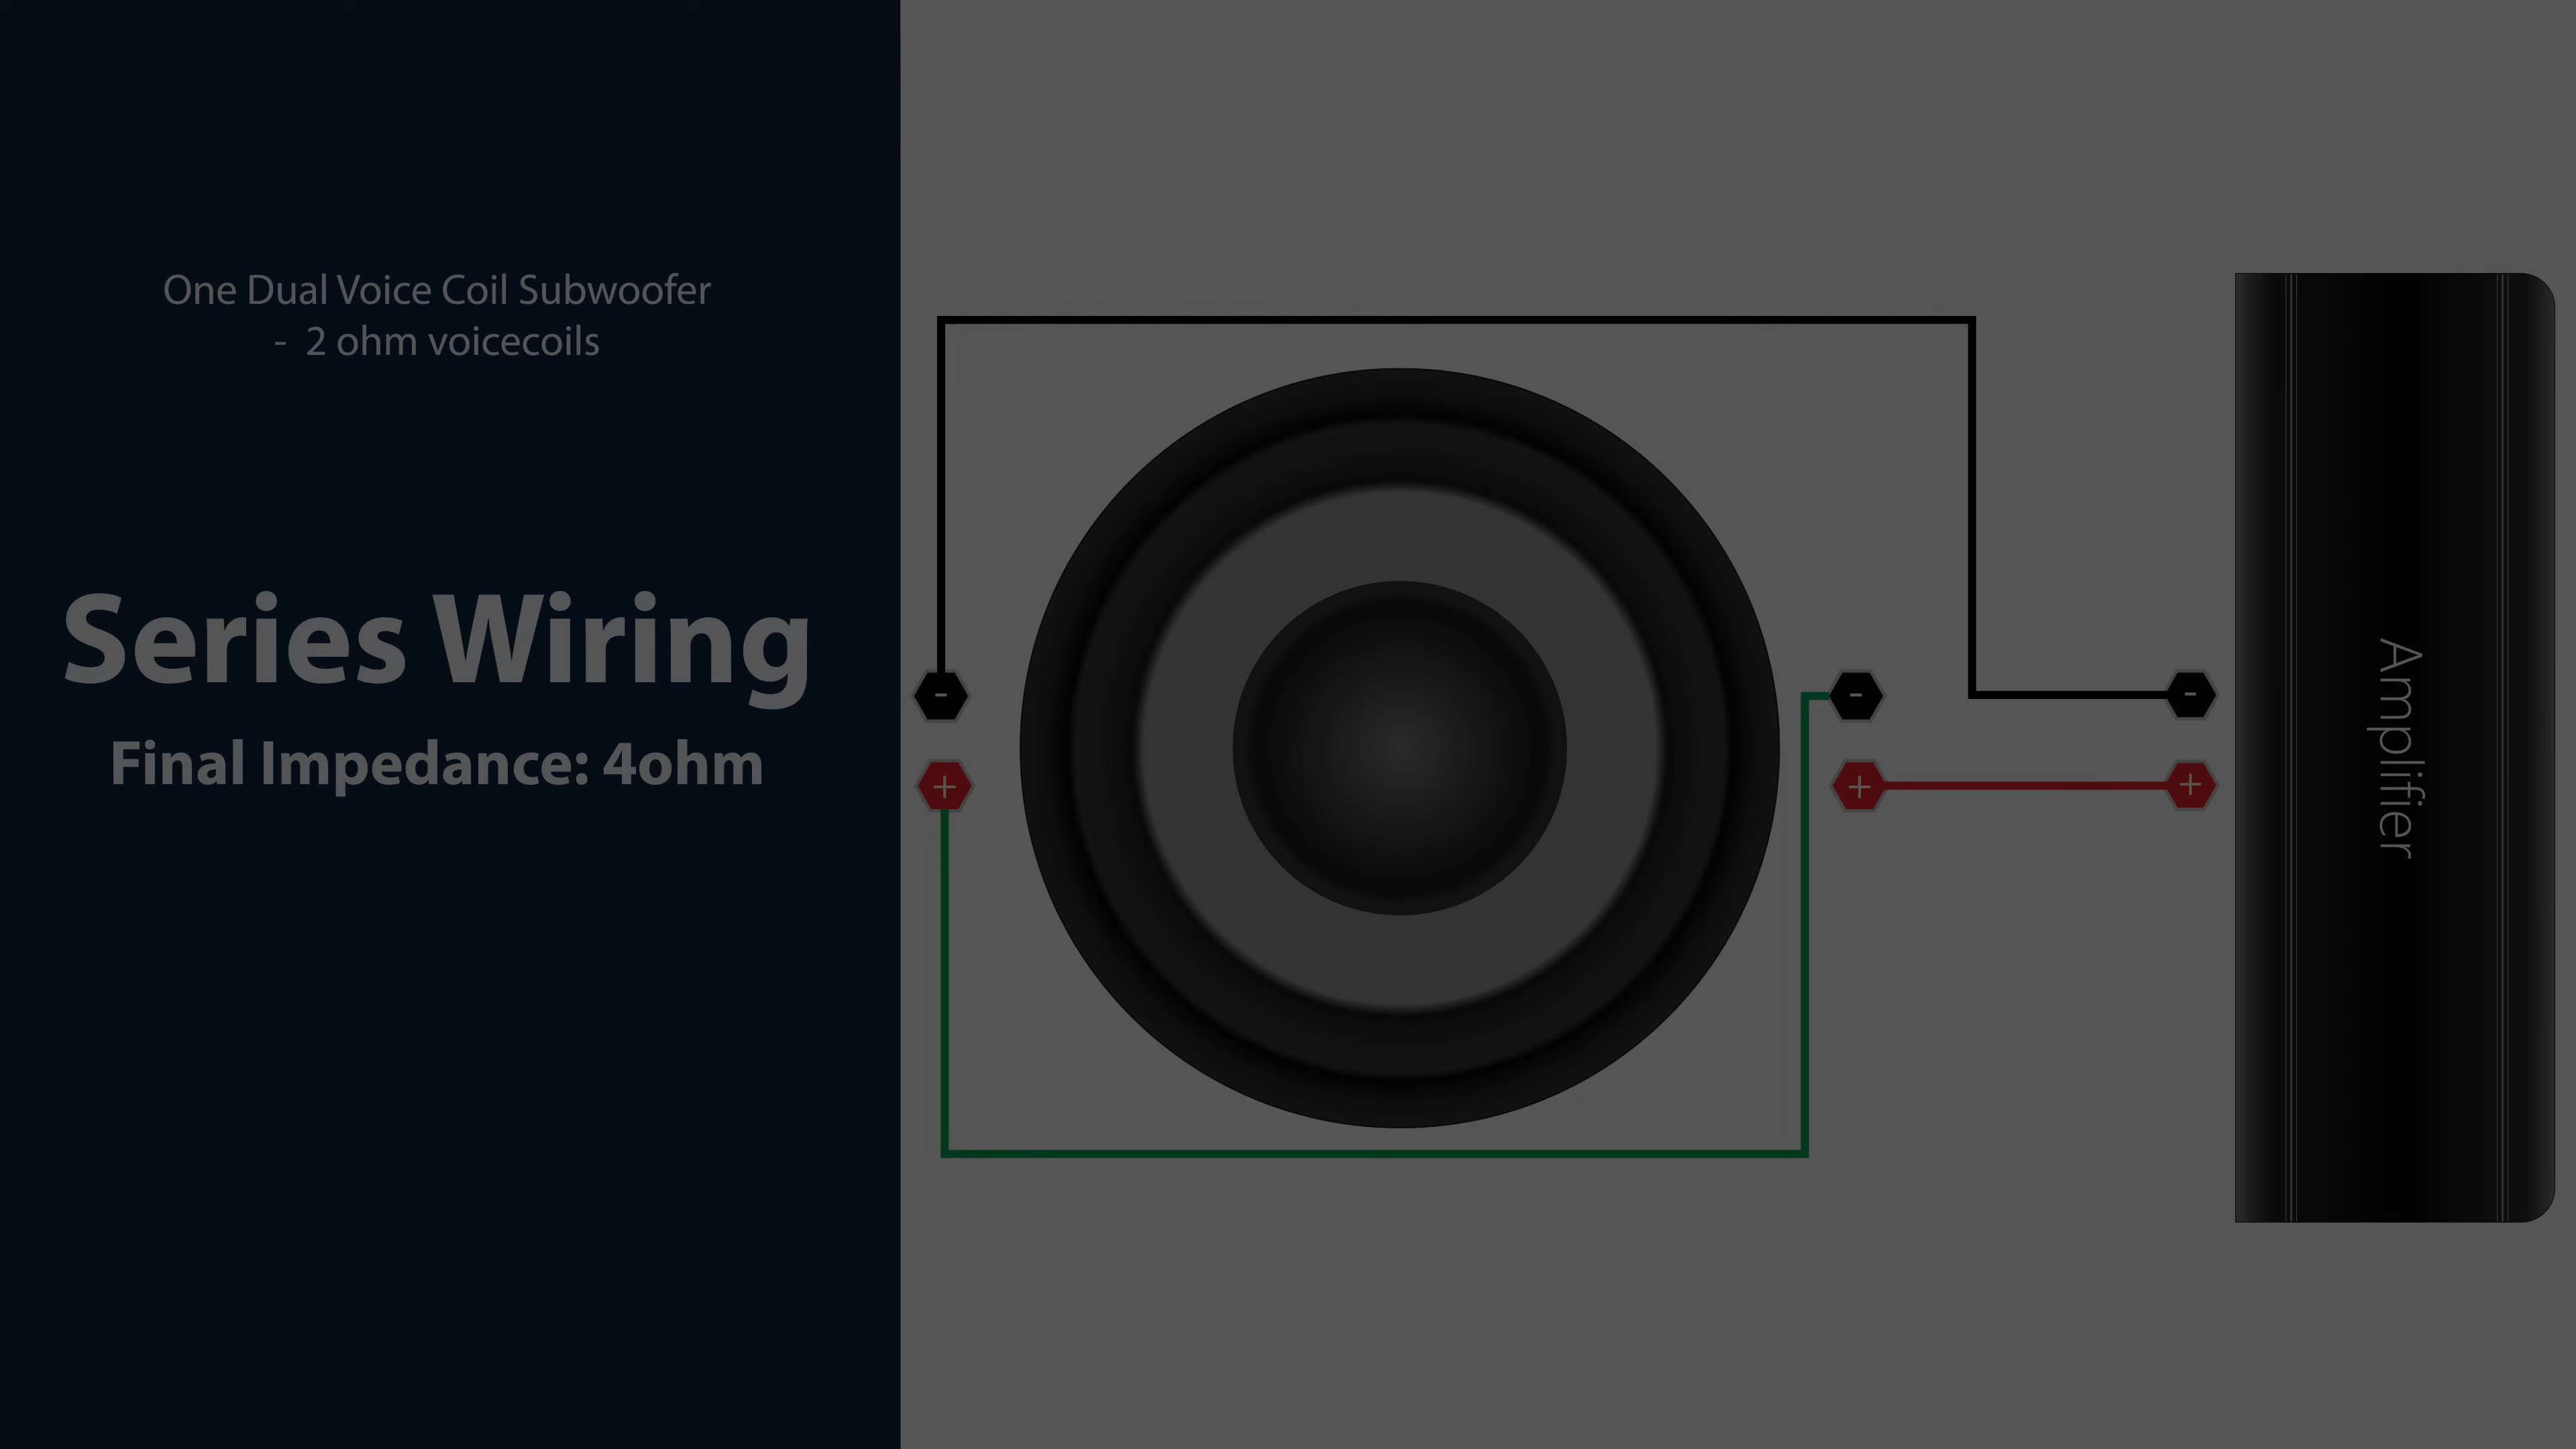 One Dual Voice Coil Subwoofer
- 2 ohm voicecoils
Series Wiring
Final Impedance: 4ohm
- - -
+ + +
Amplifier